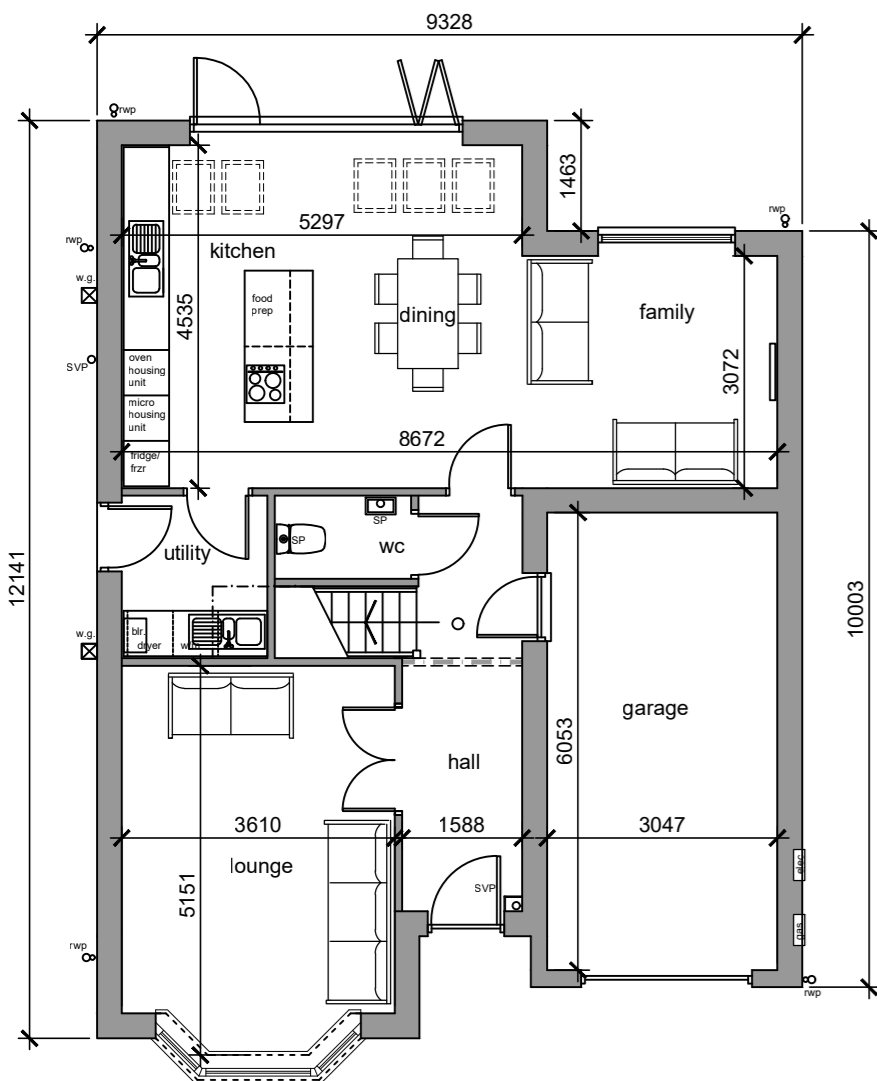 9328
rwp
1463
rwp
5297
rwp
kitchen
w.g.
food
prep
dining
family
4535
SVP
oven
housing
unit
3072
micro
housing
unit
8672
fridge/
frzr
SP
SP
wc
utility
12141
10003
w.g.
blr.
dryer
w/m
garage
6053
hall
3610
1588
3047
lounge
5151
SVP
elec
gas
rwp
rwp